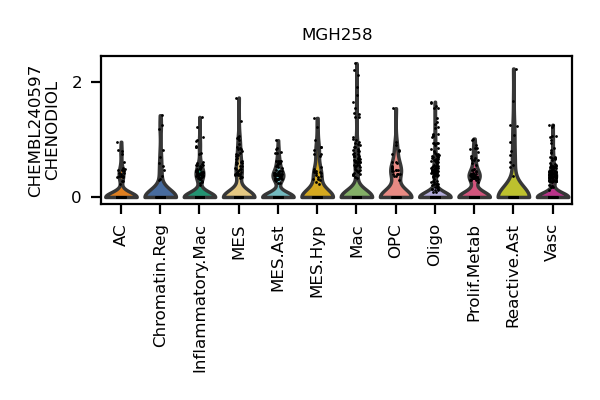 MGH258
CHEMBL240597
CHENODIOL
2
0
AC
Chromatin.Reg
Inflammatory.Mac
MES
MES.Ast
MES.Hyp
Mac
OPC
Oligo
Prolif.Metab
Reactive.Ast
Vasc